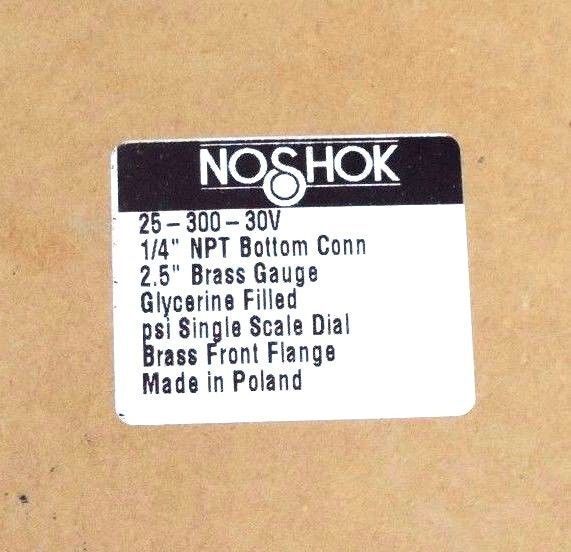 NOSHOK
25-300-30V
1/4" NPT Bottom Conn
2.5" Brass Gauge
Glycerine Filled
psi Single Scale Dial
Brass Front Flange
Made in Poland